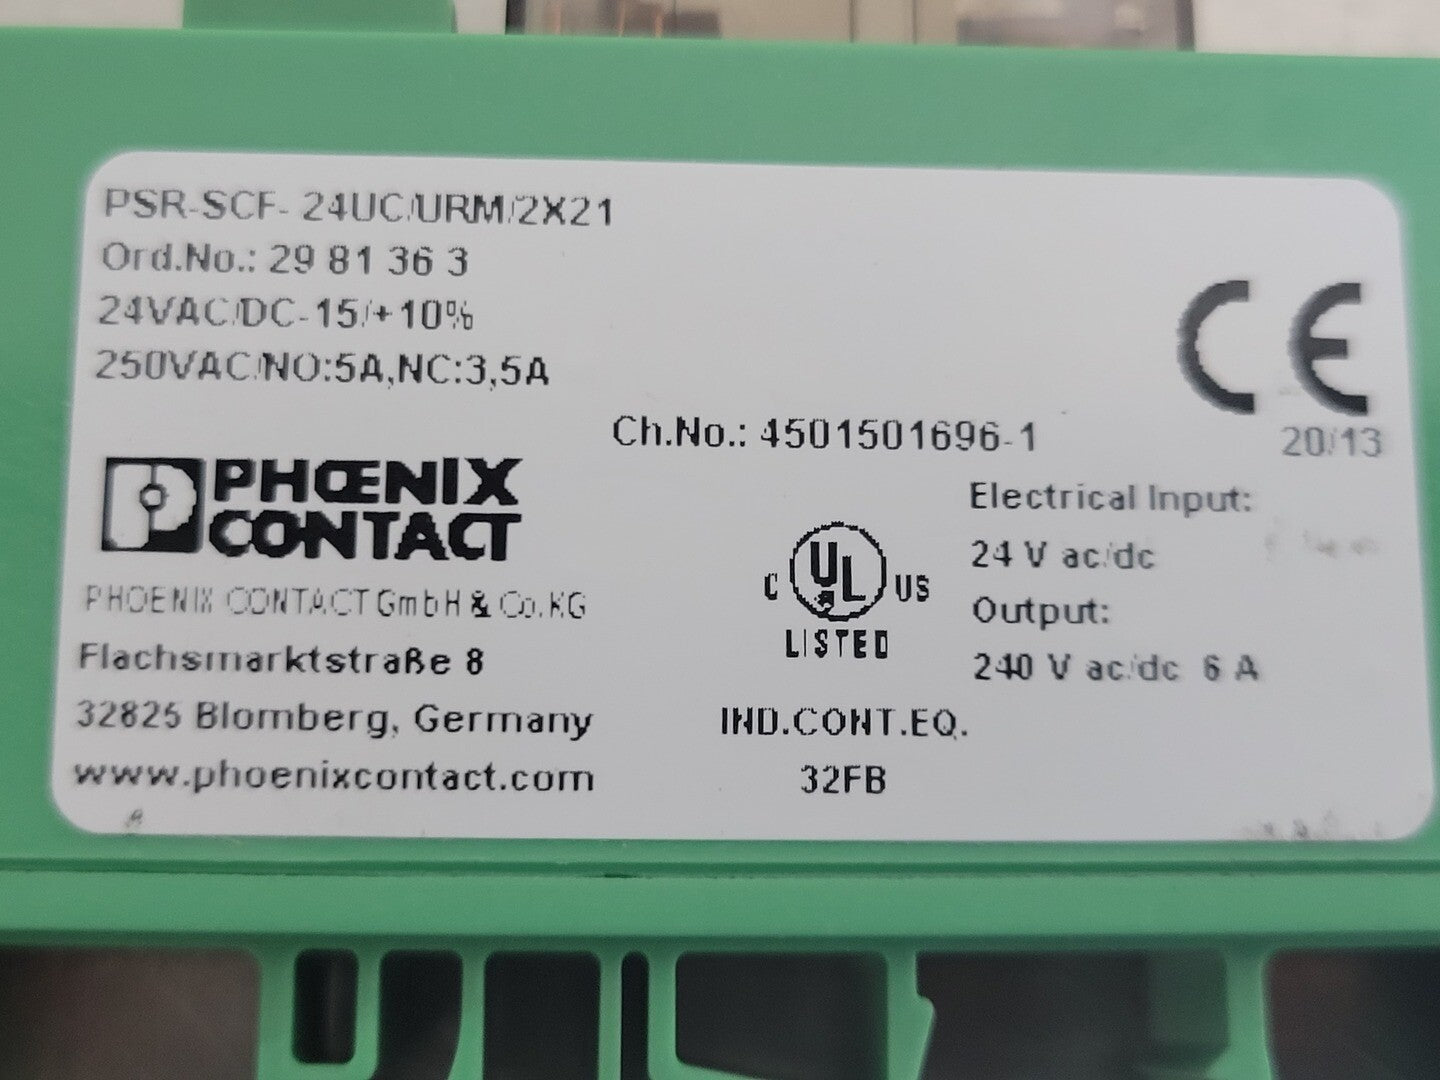 PSR-SCF- 24UC/URM/2X21
Ord.No.: 29 81 36 3
24VAC/DC-15/+10%
250VAC/NO:5A,NC:3,5A
CE
Ch.No.: 4501501696-1
20/13
PHŒNIX
CONTACT
PHOENIX CONTACT GmbH & Co.KG
Flachsmarktstraße 8
32825 Blomberg, Germany
www.phoenixcontact.com
C UL US
LISTED
IND.CONT.EQ.
32FB
Electrical Input:
24 V ac/dc
Output:
240 V ac/dc 6 A